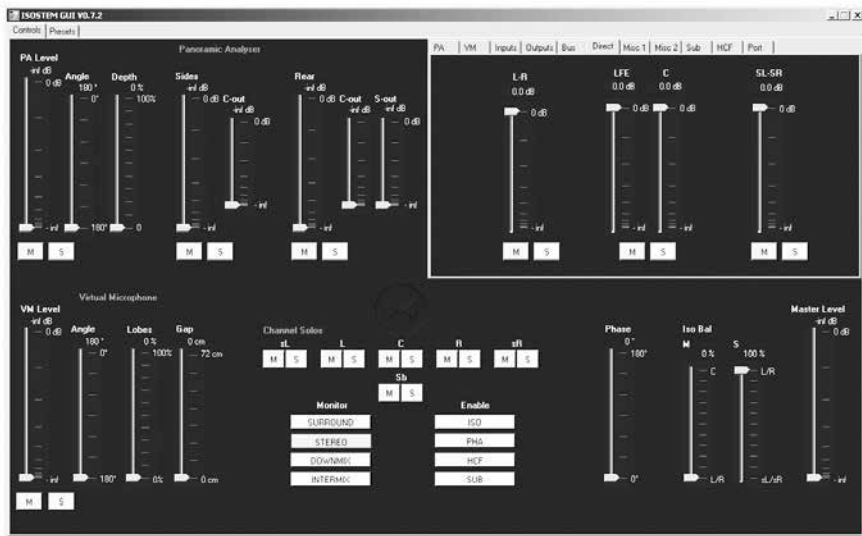 ISOSTEM GUI V0.7.2
Controls Presets
Panoramic Analyser
PA Level
-inf dB
0 dB
-inf
M S
Angle
180 °
0°
180°
Depth
0 %
100%
0
Sides
-inf dB
0 dB
-inf
M S
C-out
-inf dB
0 dB
-inf
Rear
-inf dB
0 dB
-inf
M S
C-out
-inf dB
S-out
-inf dB
0 dB
-inf
PA VM Inputs Outputs Bus Direct Misc 1 Misc 2 Sub HCF Port
L-R
0.0 dB
0 dB
-inf
M S
LFE
0.0 dB
0 dB
C
0.0 dB
0 dB
-inf
M S
SL-SR
0.0 dB
0 dB
-inf
M S
Virtual Microphone
VM Level
-inf dB
0 dB
-inf
M S
Angle
180 °
0°
180°
Lobes
0 %
100%
0%
Gap
0 cm
72 cm
0 cm
Channel Solos
sL L C R sR
M S M S M S M S M S
Sb
M S
Monitor
SURROUND
STEREO
DOWNMIX
INTERMIX
Enable
ISO
PHA
HCF
SUB
Phase
0°
180°
0°
Iso Bal
M S
0 % 100 %
C L/R
L/R sL/sR
Master Level
-inf dB
0 dB
-inf